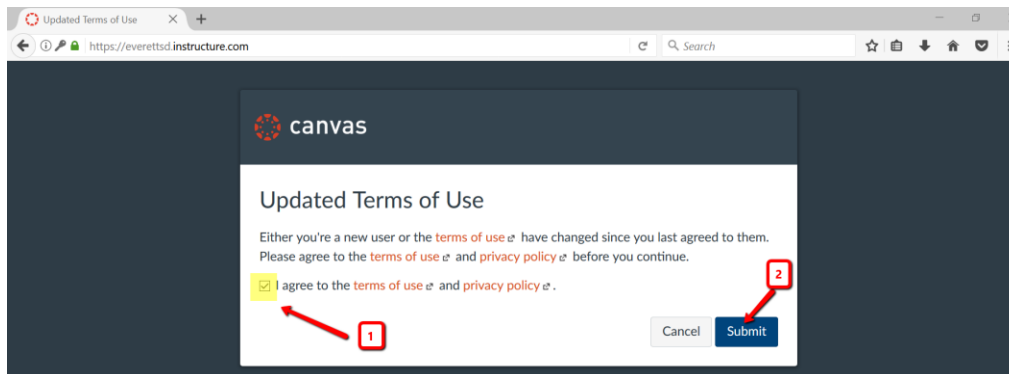 Updated Terms of Use
https://everettsd.instructure.com
Search
canvas
Updated Terms of Use
Either you're a new user or the terms of use have changed since you last agreed to them.
Please agree to the terms of use and privacy policy before you continue.
2
I agree to the terms of use and privacy policy .
1
Cancel Submit